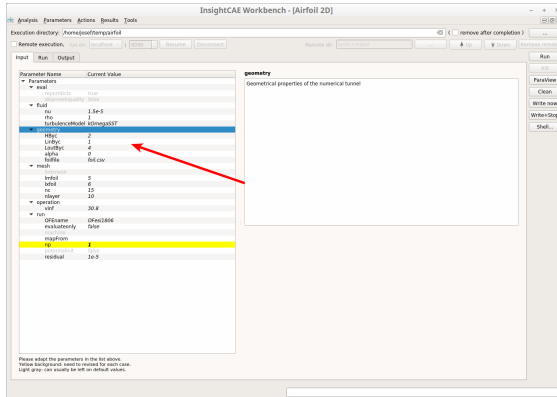 InsightCAE Workbench - [Airfoil 2D]
Analysis Parameters Actions Results Tools
Execution directory: /home/josef/temp/airfoil ( remove after completion ) ...
Remote execution, Resume Disconnect ... Up Down
Input Run Output
Run
ParaView
Clean
Write now
Write+Stop
Shell...
Parameter Name Current Value
Parameters
eval
reportdicts true
false
fluid
nu 1.5e-5
rho 1
turbulenceModel kOmegaSST
geometry
HByc 2
LinByc 1
LoutByc 4
alpha 0
foilfile foil.csv
mesh
lmfoil 5
lxfoil 6
nc 15
nlayer 10
operation
vinf 30.8
run
OFEname OFesi1806
evaluateonly false
machine
mapFrom
np 1
false
residual 1e-5
geometry
Geometrical properties of the numerical tunnel
Please adapt the parameters in the list above.
Yellow background: need to revised for each case.
Light gray: can usually be left on default values.